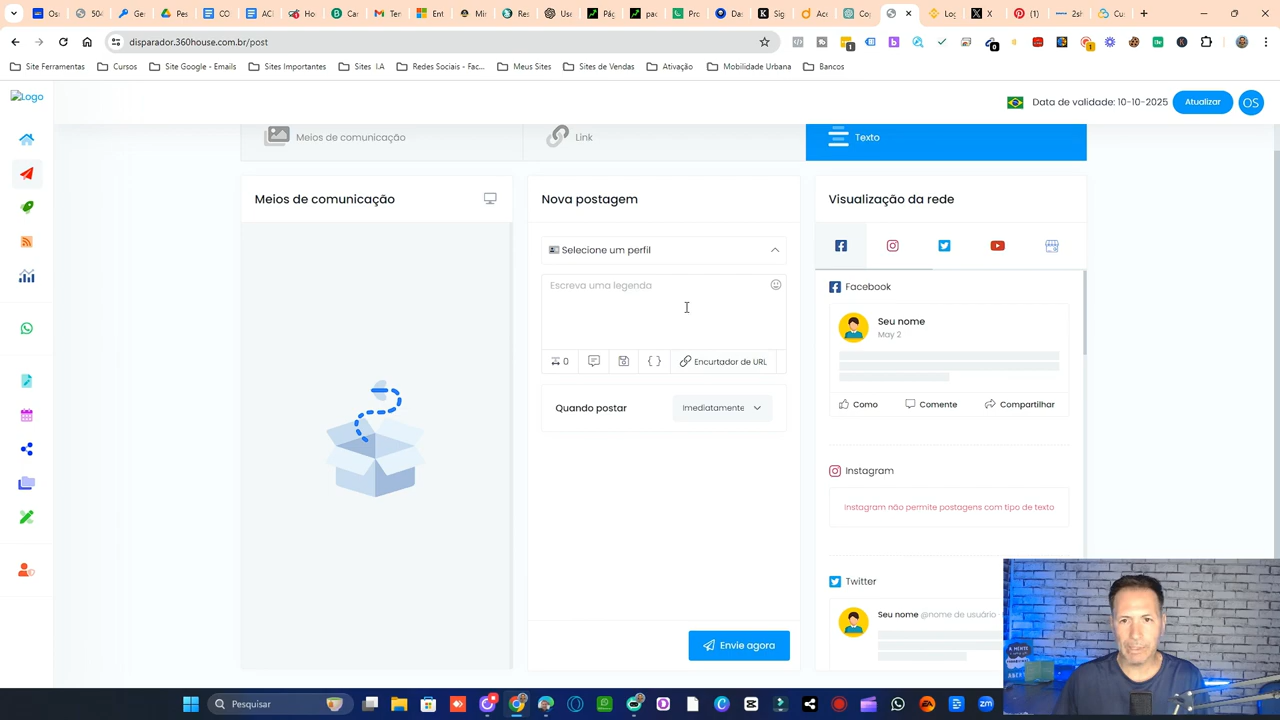 disparador.360house.com.br/post
Site Ferramentas
Cursos
Site Google - Emails
Sites Importantes
Sites I.A
Redes Sociais - Fac...
Meus Sites
Sites de Vendas
Ativação
Mobilidade Urbana
Bancos
Logo
Data de validade: 10-10-2025
Atualizar
OS
Meios de comunicação
Link
Texto
Meios de comunicação
Nova postagem
Visualização da rede
Selecione um perfil
Escreva uma legenda
0
Encurtador de URL
Quando postar
Imediatamente
Envie agora
Facebook
Seu nome
May 2
Como
Comente
Compartilhar
Instagram
Instagram não permite postagens com tipo de texto
Twitter
Seu nome @nome de usuário
Pesquisar